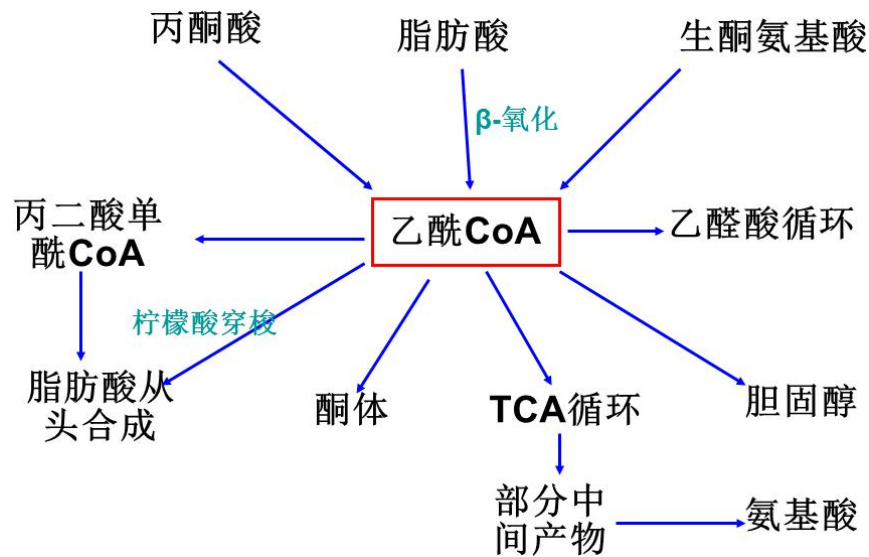 丙酮酸
脂肪酸
生酮氨基酸
β-氧化
丙二酸单
酰CoA
乙酰CoA
乙醛酸循环
柠檬酸穿梭
脂肪酸从
头合成
酮体
TCA循环
胆固醇
部分中
间产物
氨基酸